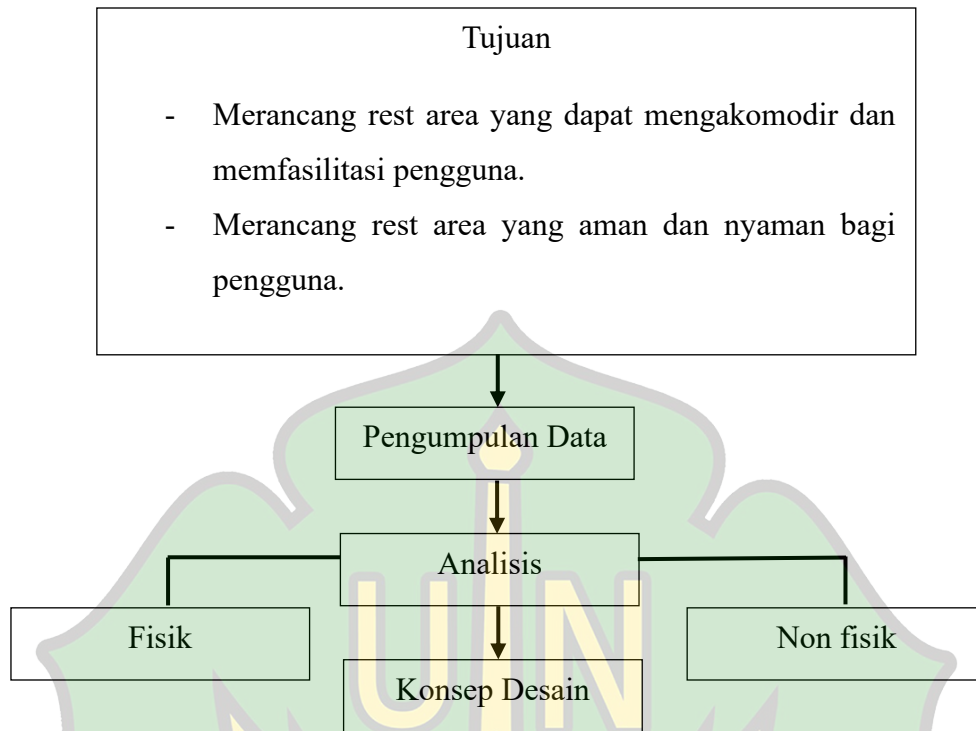 Tujuan
- Merancang rest area yang dapat mengakomodir dan
memfasilitasi pengguna.
- Merancang rest area yang aman dan nyaman bagi
pengguna.
Pengumpulan Data
Analisis
Fisik
Non fisik
Konsep Desain
UIN